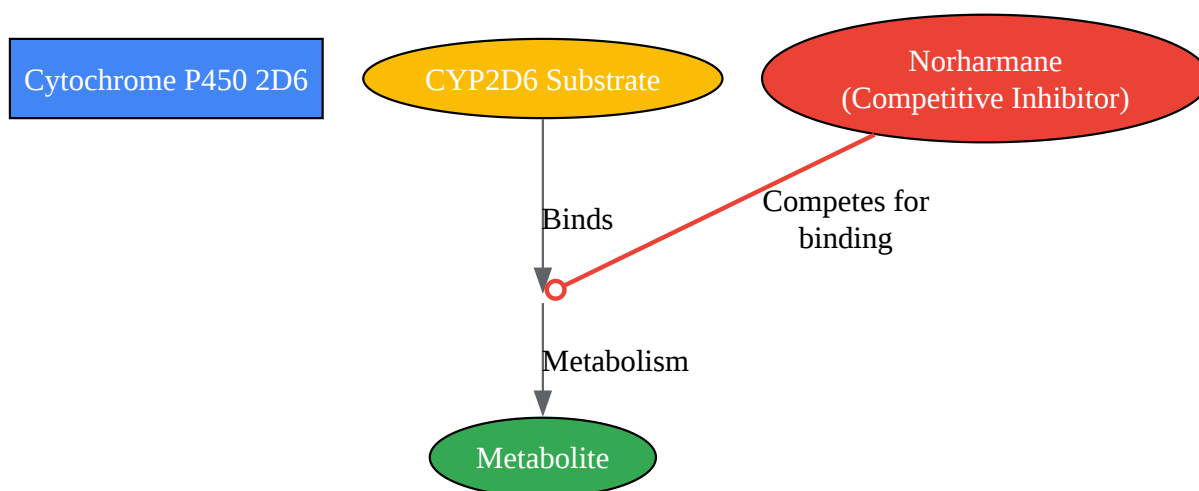 Cytochrome P450 2D6
CYP2D6 Substrate
Norharmane
(Competitive Inhibitor)
Binds
Competes for
binding
Metabolism
Metabolite